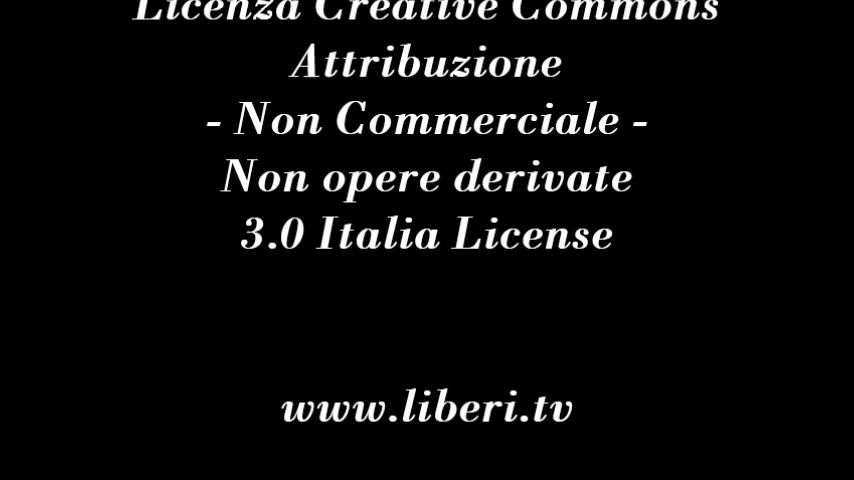 Licenza Creative Commons
Attribuzione
- Non Commerciale -
Non opere derivate
3.0 Italia License
www.liberi.tv